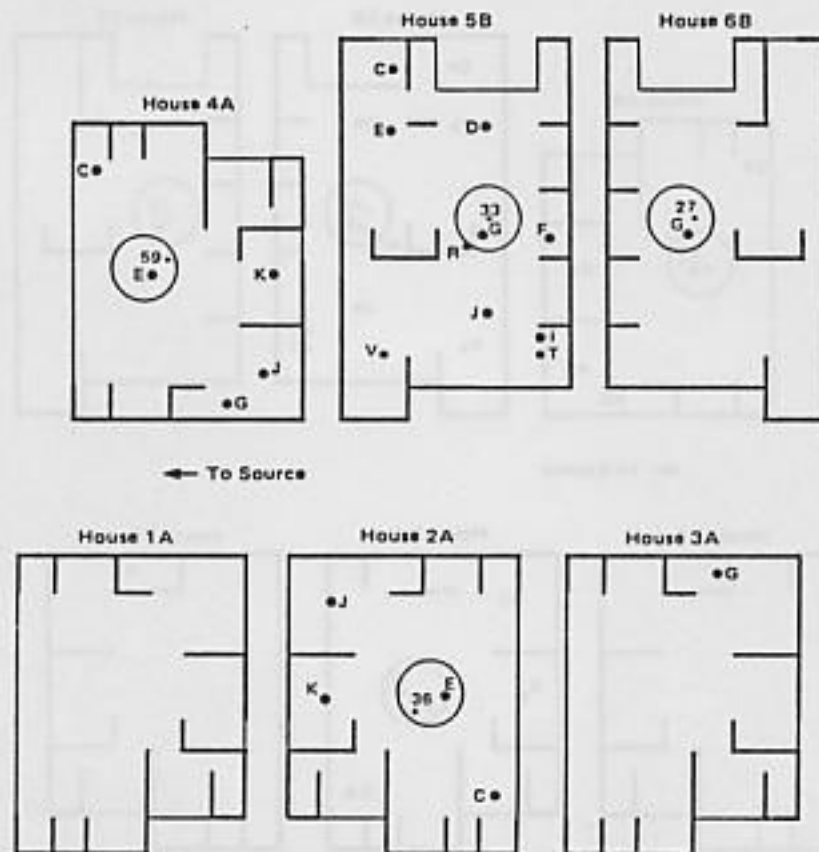 House 5B
House 6B
House 4A
C
E
D
C
33
G
F
R
27
G
59
E
K
J
I
T
V
J
G
To Source
House 1A
House 2A
House 3A
J
G
K
36
E
C